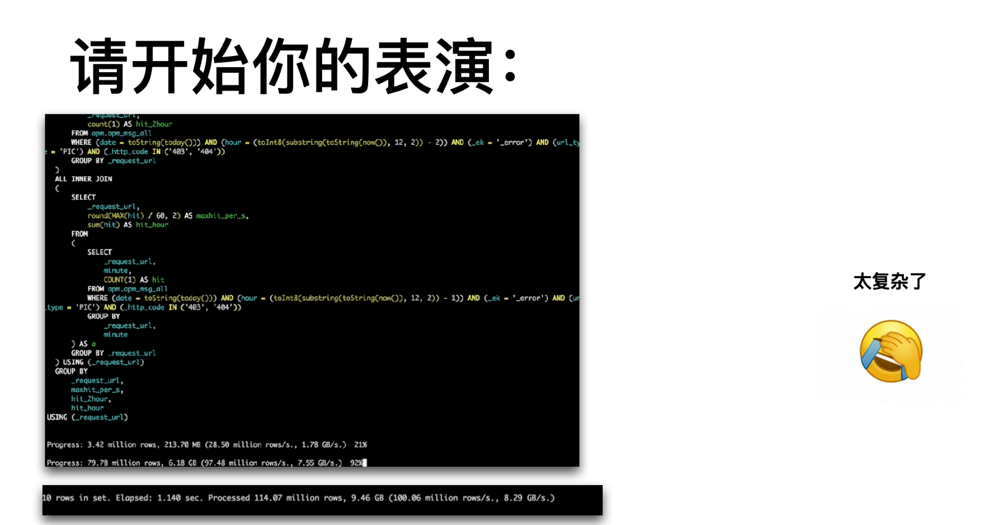 请开始你的表演：
_request_url,
count(1) AS hit_2hour
FROM apm.apm_msg_all
WHERE (date = toString(today())) AND (hour = (toInt8(substring(toString(now()), 12, 2)) - 2)) AND (_ek = '_error') AND (url_ty
e = 'PIC') AND (_http_code IN ('403', '404'))
GROUP BY _request_url
)
ALL INNER JOIN
(
SELECT
_request_url,
round(MAX(hit) / 60, 2) AS maxhit_per_s,
sum(hit) AS hit_hour
FROM
(
SELECT
_request_url,
minute,
COUNT(1) AS hit
FROM apm.apm_msg_all
WHERE (date = toString(today())) AND (hour = (toInt8(substring(toString(now()), 12, 2)) - 1)) AND (_ek = '_error') AND (ur
_type = 'PIC') AND (_http_code IN ('403', '404'))
GROUP BY
_request_url,
minute
) AS a
GROUP BY _request_url
) USING (_request_url)
GROUP BY
_request_url,
maxhit_per_s,
hit_2hour,
hit_hour
USING (_request_url)
Progress: 3.42 million rows, 213.70 MB (28.50 million rows/s., 1.78 GB/s.) 21%
Progress: 79.78 million rows, 6.18 GB (97.48 million rows/s., 7.55 GB/s.) 92%
10 rows in set. Elapsed: 1.140 sec. Processed 114.07 million rows, 9.46 GB (100.06 million rows/s., 8.29 GB/s.)
太复杂了